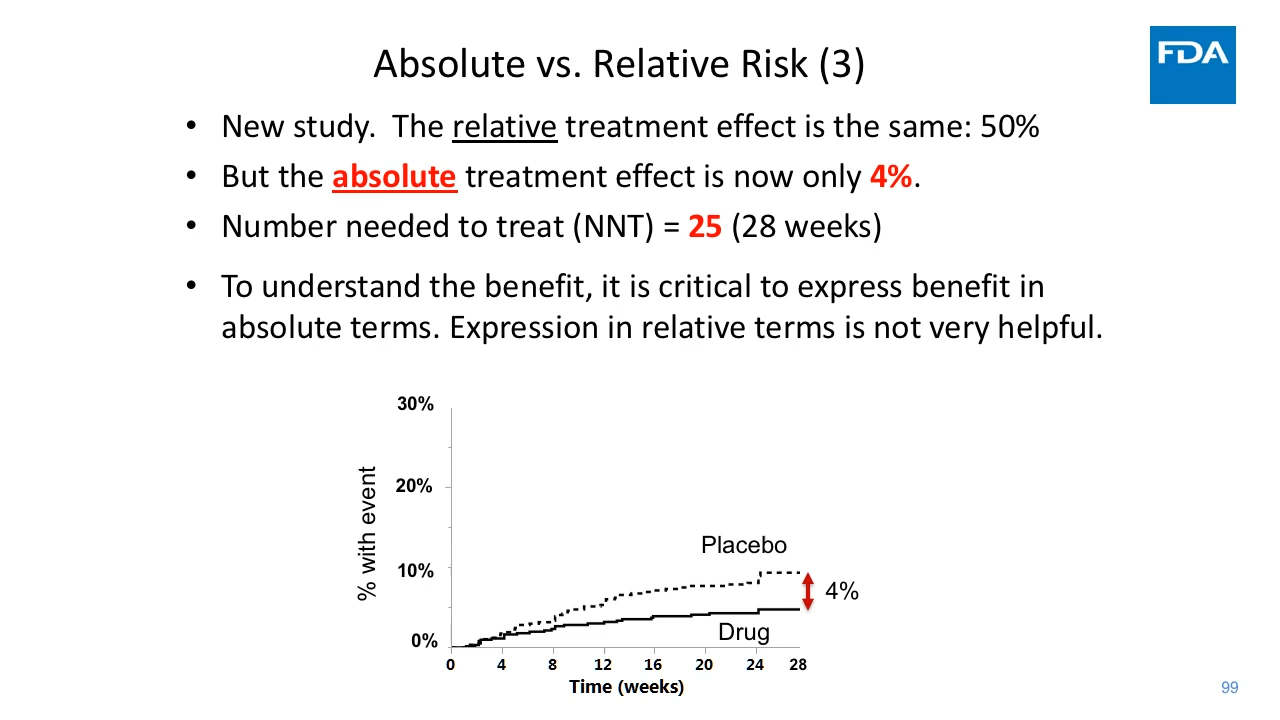 Absolute vs. Relative Risk (3)
FDA
• New study. The relative treatment effect is the same: 50%
• But the absolute treatment effect is now only 4%.
• Number needed to treat (NNT) = 25 (28 weeks)
• To understand the benefit, it is critical to express benefit in
absolute terms. Expression in relative terms is not very helpful.
30%
20%
10%
0%
% with event
Placebo
4%
Drug
0 4 8 12 16 20 24 28
Time (weeks)
99